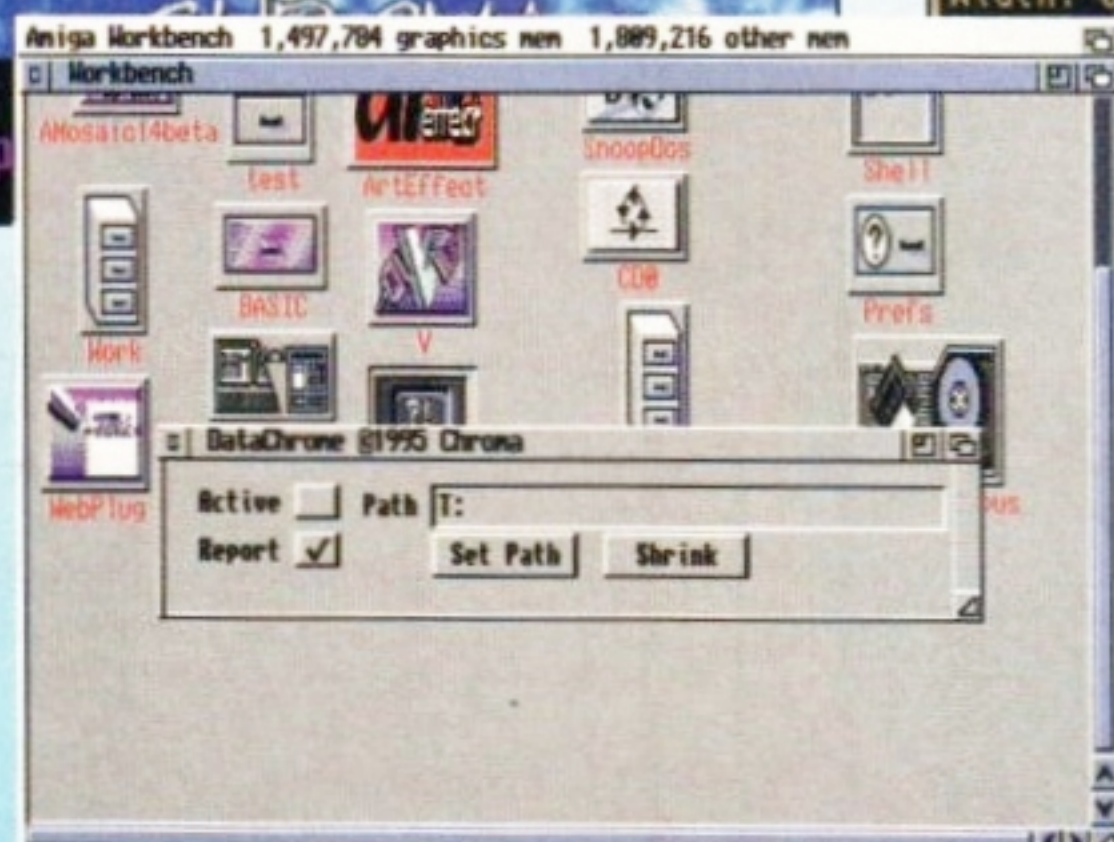 Amiga Workbench 1,497,784 graphics mem 1,809,216 other mem
Workbench
AMosaic14beta
test
ArtEffect
SnoopDos
Shell
Work
BASIC
V
CD0
Prefs
WebPlug
DataChrome ©1995 Chroma
Active
Path T:
Report
Set Path
Shrink